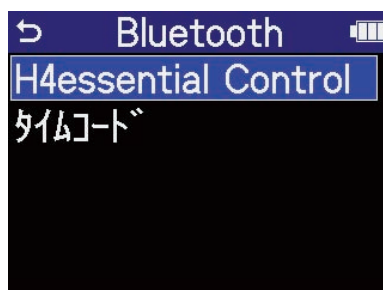 Bluetooth
H4essential Control
ﾀｲﾑｺｰﾄﾞ